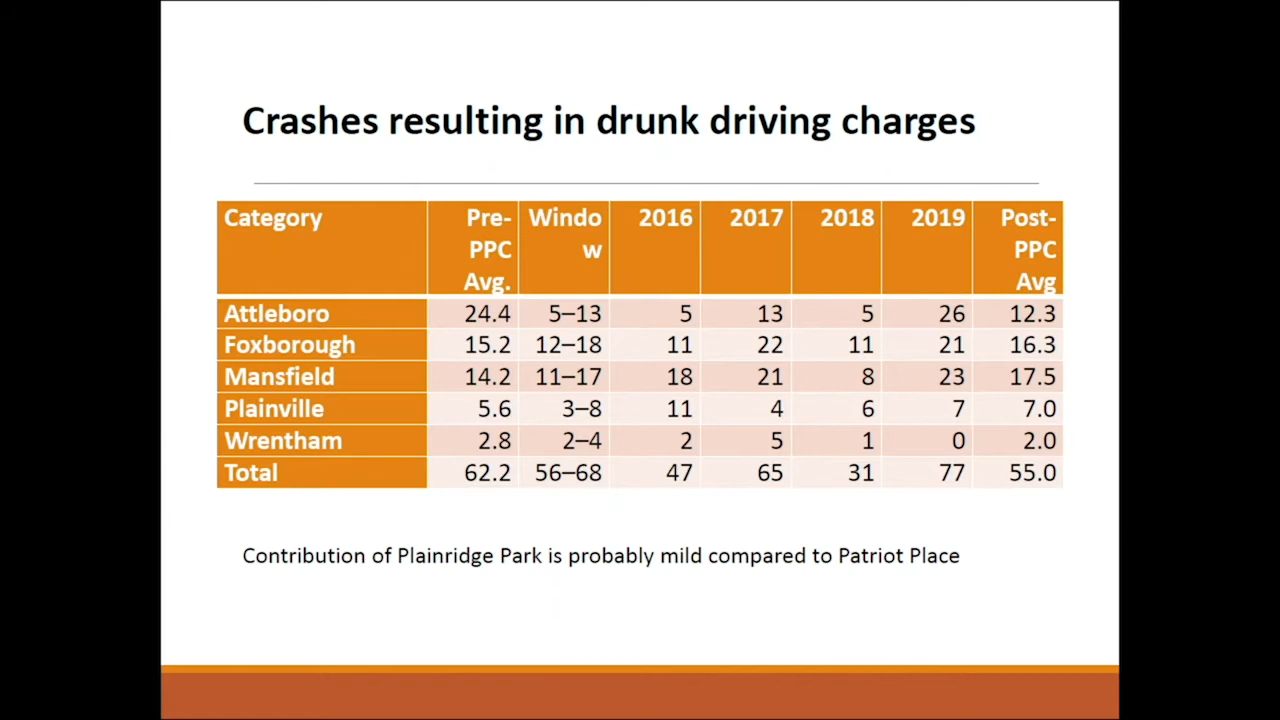 Crashes resulting in drunk driving charges
Category Pre-PPC Avg. Window 2016 2017 2018 2019 Post-PPC Avg
Attleboro 24.4 5–13 5 13 5 26 12.3
Foxborough 15.2 12–18 11 22 11 21 16.3
Mansfield 14.2 11–17 18 21 8 23 17.5
Plainville 5.6 3–8 11 4 6 7 7.0
Wrentham 2.8 2–4 2 5 1 0 2.0
Total 62.2 56–68 47 65 31 77 55.0
Contribution of Plainridge Park is probably mild compared to Patriot Place